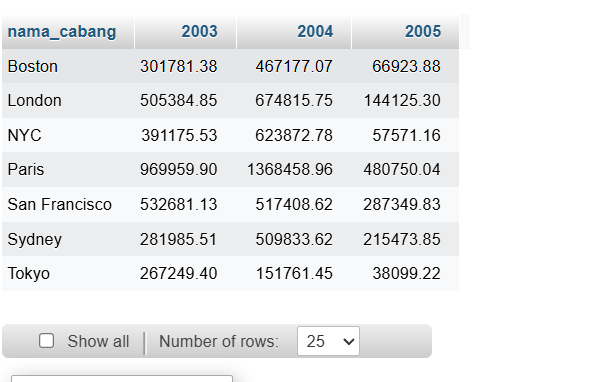 nama_cabang 2003 2004 2005
Boston 301781.38 467177.07 66923.88
London 505384.85 674815.75 144125.30
NYC 391175.53 623872.78 57571.16
Paris 969959.90 1368458.96 480750.04
San Francisco 532681.13 517408.62 287349.83
Sydney 281985.51 509833.62 215473.85
Tokyo 267249.40 151761.45 38099.22
Show all Number of rows: 25